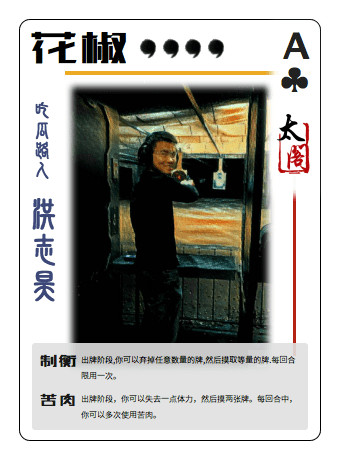 花椒
A
太阁
吃瓜路人
洪志昊
制衡 出牌阶段,你可以弃掉任意数量的牌,然后摸取等量的牌.每回合
限用一次。
苦肉 出牌阶段，你可以失去一点体力，然后摸两张牌。每回合中，
你可以多次使用苦肉。